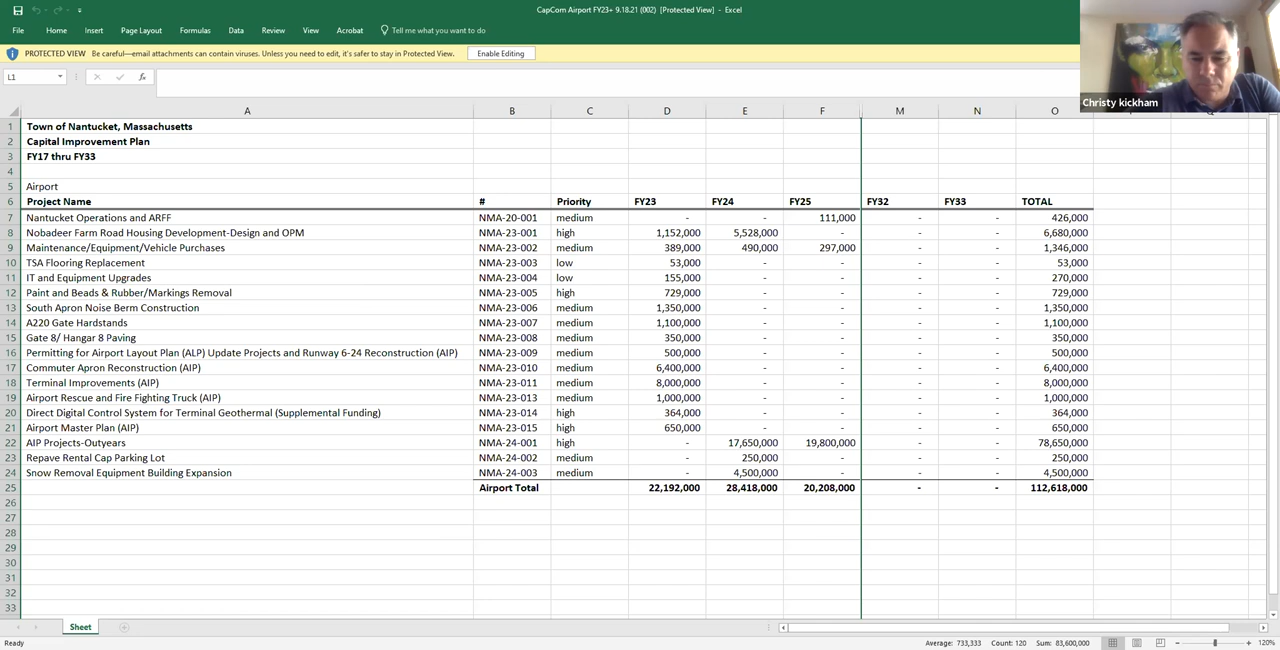 CapCom Airport FY23+ 9.18.21 (002) [Protected View] - Excel
File Home Insert Page Layout Formulas Data Review View Acrobat Tell me what you want to do
PROTECTED VIEW Be careful—email attachments can contain viruses. Unless you need to edit, it's safer to stay in Protected View. Enable Editing
Christy kickham
L1 fx
A B C D E F M N O
1 Town of Nantucket, Massachusetts
2 Capital Improvement Plan
3 FY17 thru FY33
4
5 Airport
6 Project Name # Priority FY23 FY24 FY25 FY32 FY33 TOTAL
7 Nantucket Operations and ARFF NMA-20-001 medium - - 111,000 - - 426,000
8 Nobadeer Farm Road Housing Development-Design and OPM NMA-23-001 high 1,152,000 5,528,000 - - - 6,680,000
9 Maintenance/Equipment/Vehicle Purchases NMA-23-002 medium 389,000 490,000 297,000 - - 1,346,000
10 TSA Flooring Replacement NMA-23-003 low 53,000 - - - - 53,000
11 IT and Equipment Upgrades NMA-23-004 low 155,000 - - - - 270,000
12 Paint and Beads & Rubber/Markings Removal NMA-23-005 high 729,000 - - - - 729,000
13 South Apron Noise Berm Construction NMA-23-006 medium 1,350,000 - - - - 1,350,000
14 A220 Gate Hardstands NMA-23-007 medium 1,100,000 - - - - 1,100,000
15 Gate 8/ Hangar 8 Paving NMA-23-008 medium 350,000 - - - - 350,000
16 Permitting for Airport Layout Plan (ALP) Update Projects and Runway 6-24 Reconstruction (AIP) NMA-23-009 medium 500,000 - - - - 500,000
17 Commuter Apron Reconstruction (AIP) NMA-23-010 medium 6,400,000 - - - - 6,400,000
18 Terminal Improvements (AIP) NMA-23-011 medium 8,000,000 - - - - 8,000,000
19 Airport Rescue and Fire Fighting Truck (AIP) NMA-23-013 medium 1,000,000 - - - - 1,000,000
20 Direct Digital Control System for Terminal Geothermal (Supplemental Funding) NMA-23-014 high 364,000 - - - - 364,000
21 Airport Master Plan (AIP) NMA-23-015 high 650,000 - - - - 650,000
22 AIP Projects-Outyears NMA-24-001 high - 17,650,000 19,800,000 - - 78,650,000
23 Repave Rental Cap Parking Lot NMA-24-002 medium - 250,000 - - - 250,000
24 Snow Removal Equipment Building Expansion NMA-24-003 medium - 4,500,000 - - - 4,500,000
25 Airport Total 22,192,000 28,418,000 20,208,000 - - 112,618,000
26
27
28
29
30
31
32
33
Sheet
Ready Average: 733,333 Count: 120 Sum: 83,600,000 120%